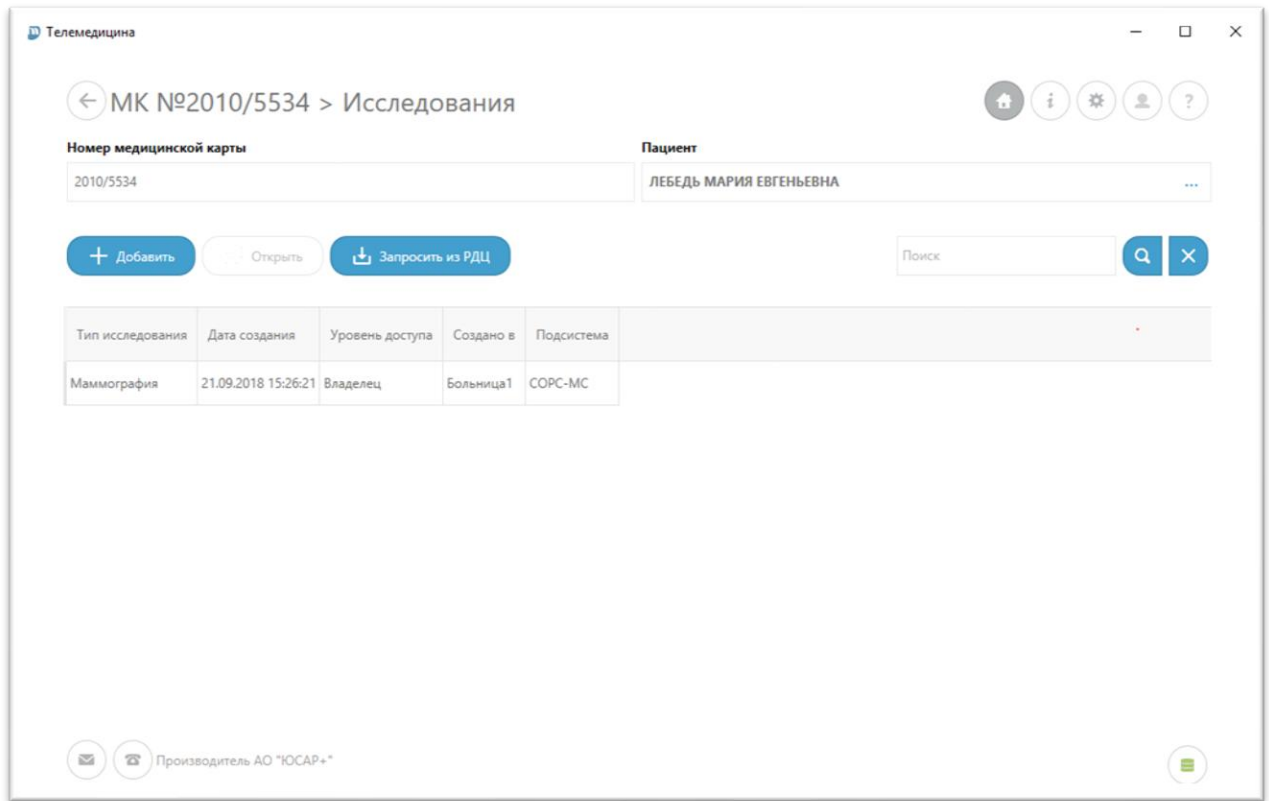 Телемедицина
МК №2010/5534 > Исследования
Номер медицинской карты
Пациент
2010/5534
ЛЕБЕДЬ МАРИЯ ЕВГЕНЬЕВНА
...
Добавить
Открыть
Запросить из РДЦ
Поиск
Тип исследования Дата создания Уровень доступа Создано в Подсистема
Маммография 21.09.2018 15:26:21 Владелец Больница1 СОРС-МС
Производитель АО "ЮСАР+"